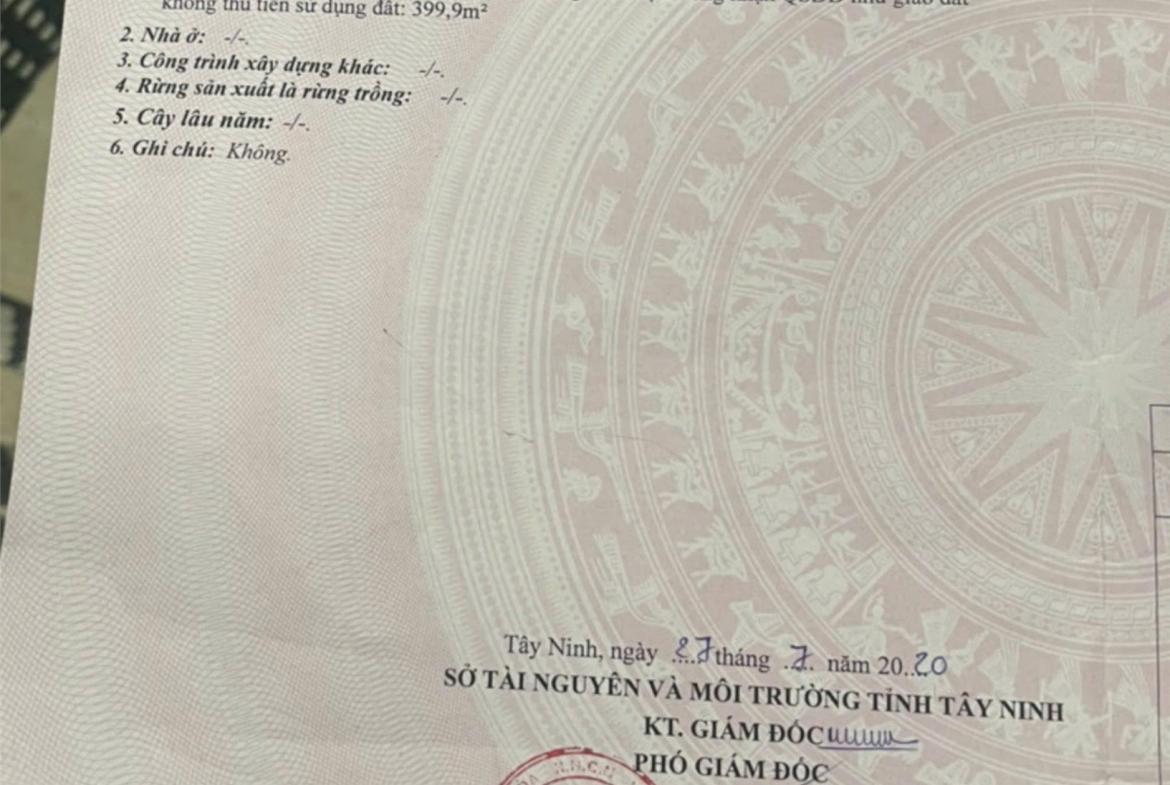 không thu tiền sử dụng đất: 399,9m²
2. Nhà ở: -/-.
3. Công trình xây dựng khác: -/-.
4. Rừng sản xuất là rừng trồng: -/-.
5. Cây lâu năm: -/-.
6. Ghi chú: Không.
Tây Ninh, ngày ....27 tháng ..7.. năm 20..20
SỞ TÀI NGUYÊN VÀ MÔI TRƯỜNG TỈNH TÂY NINH
KT. GIÁM ĐỐC
PHÓ GIÁM ĐỐC